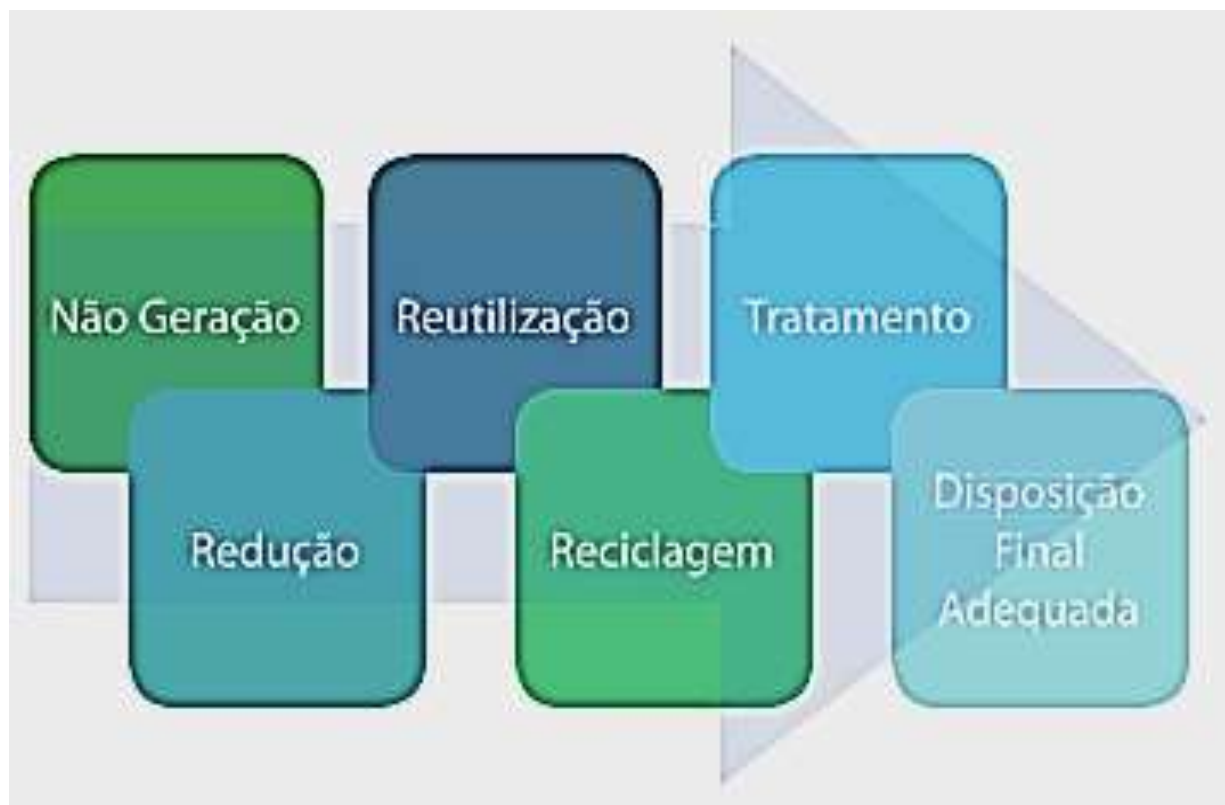 Não Geração
Redução
Reutilização
Reciclagem
Tratamento
Disposição
Final
Adequada